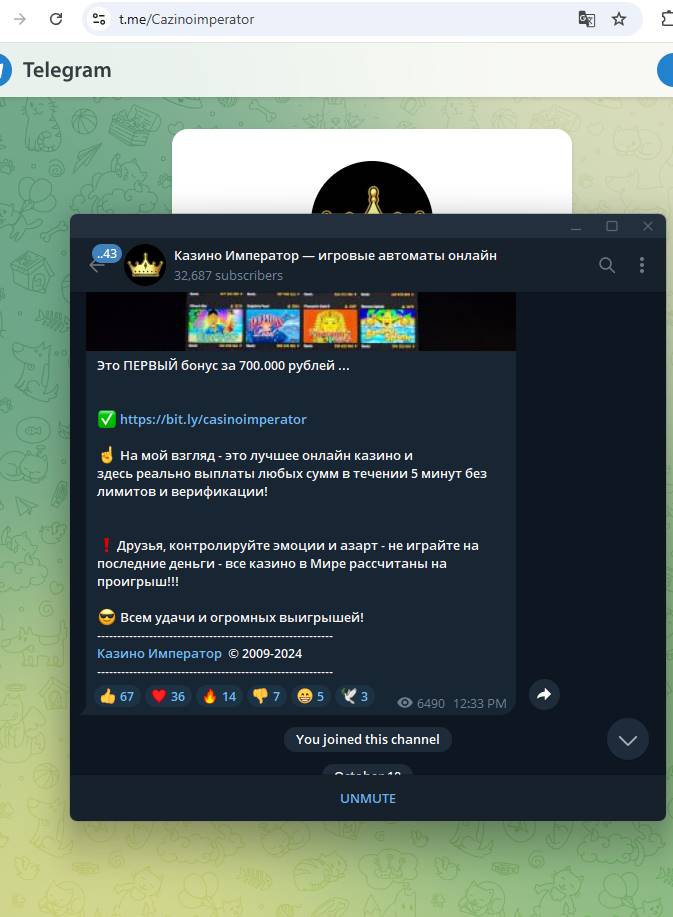 t.me/Cazinoimperator
Telegram
..43
Казино Император — игровые автоматы онлайн
32,687 subscribers
Это ПЕРВЫЙ бонус за 700.000 рублей ...
✅ https://bit.ly/casinoimperator
☝ На мой взгляд - это лучшее онлайн казино и
здесь реально выплаты любых сумм в течении 5 минут без
лимитов и верификации!
❗ Друзья, контролируйте эмоции и азарт - не играйте на
последние деньги - все казино в Мире рассчитаны на
проигрыш!!!
😎 Всем удачи и огромных выигрышей!
-----------------------------------------------------------
Казино Император © 2009-2024
-----------------------------------------------------------
👍 67 ❤ 36 🔥 14 👎 7 😁 5 🕊 3 6490 12:33 PM
You joined this channel
UNMUTE